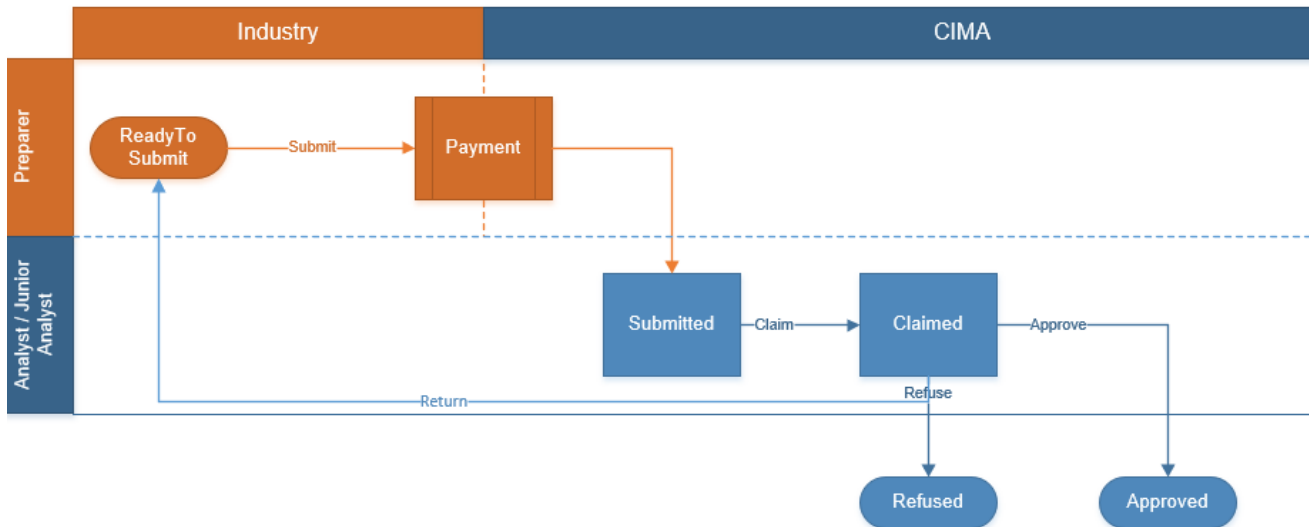 Industry
CIMA
Preparer
ReadyTo
Submit
Submit
Payment
Analyst / Junior
Analyst
Submitted
Claim
Claimed
Approve
Return
Refuse
Refused
Approved